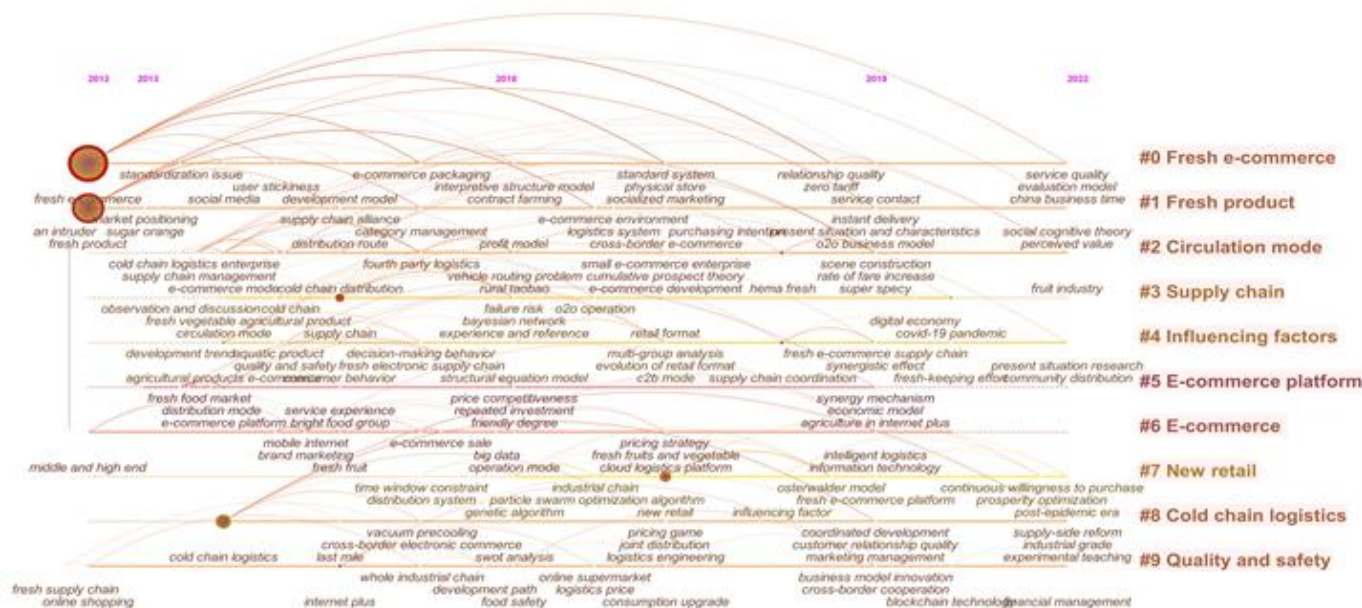 2012 2013 2016 2019 2022
#0 Fresh e-commerce
standardization issue e-commerce packaging standard system relationship quality service quality
user stickiness interpretive structure model physical store zero tariff evaluation model
social media development model contract farming socialized marketing service contact china business time
#1 Fresh product
market positioning supply chain alliance e-commerce environment instant delivery
an intruder sugar orange category management logistics system purchasing intention present situation and characteristics social cognitive theory
fresh product distribution route profit model cross-border e-commerce o2o business model perceived value
#2 Circulation mode
cold chain logistics enterprise fourth party logistics small e-commerce enterprise scene construction
supply chain management vehicle routing problem cumulative prospect theory rate of fare increase
e-commerce mode cold chain distribution rural taobao e-commerce development hema fresh super specy fruit industry
#3 Supply chain
observation and discussion cold chain failure risk o2o operation
fresh vegetable agricultural product bayesian network digital economy
circulation mode supply chain experience and reference retail format covid-19 pandemic
#4 Influencing factors
development trend aquatic product decision-making behavior multi-group analysis fresh e-commerce supply chain
quality and safety fresh electronic supply chain evolution of retail format synergistic effect present situation research
agricultural products e-commerce consumer behavior structural equation model c2b mode supply chain coordination fresh-keeping effort community distribution
#5 E-commerce platform
fresh food market price competitiveness synergy mechanism
distribution mode service experience repeated investment economic model
e-commerce platform bright food group friendly degree agriculture in internet plus
#6 E-commerce
mobile internet e-commerce sale pricing strategy
brand marketing big data fresh fruits and vegetable intelligent logistics
middle and high end fresh fruit operation mode cloud logistics platform information technology
#7 New retail
time window constraint industrial chain osterwalder model continuous willingness to purchase
distribution system particle swarm optimization algorithm fresh e-commerce platform prosperity optimization
genetic algorithm new retail influencing factor post-epidemic era
#8 Cold chain logistics
vacuum precooling pricing game coordinated development supply-side reform
cross-border electronic commerce joint distribution customer relationship quality industrial grade
cold chain logistics last mile swot analysis logistics engineering marketing management experimental teaching
#9 Quality and safety
whole industrial chain online supermarket business model innovation
fresh supply chain development path logistics price cross-border cooperation
online shopping internet plus food safety consumption upgrade blockchain technology financial management